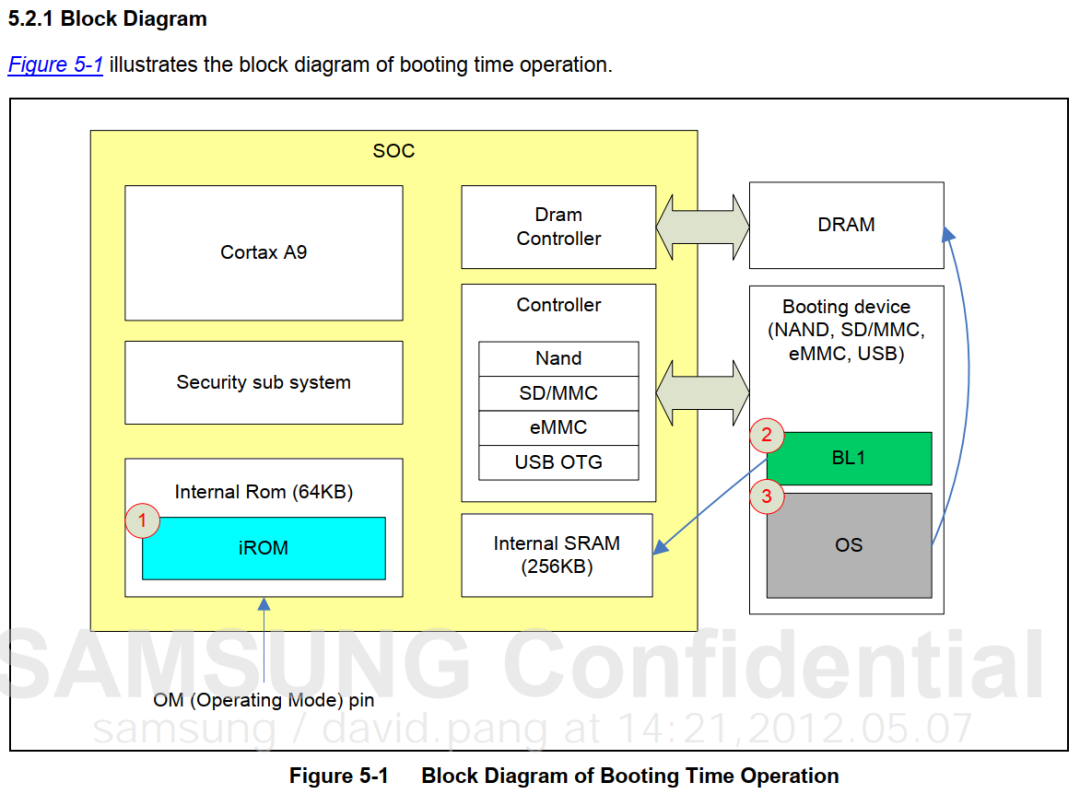 5.2.1 Block Diagram
Figure 5-1 illustrates the block diagram of booting time operation.
SOC
Cortax A9
Dram
Controller
DRAM
Controller
Nand
SD/MMC
eMMC
USB OTG
Booting device
(NAND, SD/MMC,
eMMC, USB)
Security sub system
2
BL1
3
OS
Internal Rom (64KB)
1
iROM
Internal SRAM
(256KB)
OM (Operating Mode) pin
SAMSUNG Confidential
samsung / david.pang at 14:21,2012.05.07
Figure 5-1 Block Diagram of Booting Time Operation